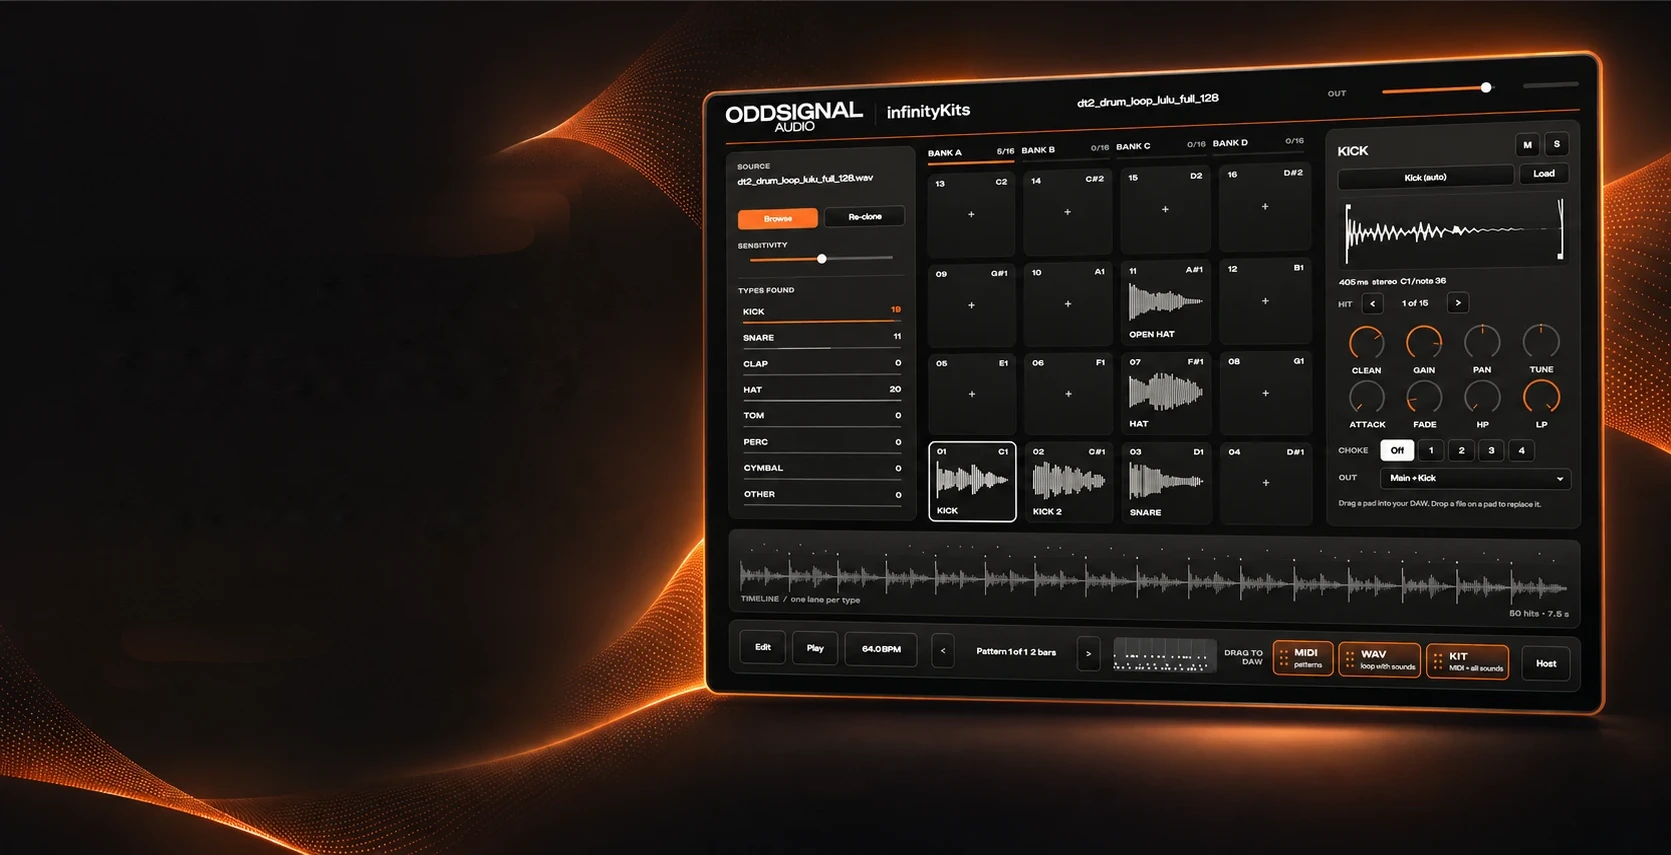 ODDSIGNAL
AUDIO
infinityKits
dt2_drum_loop_lulu_full_128
OUT
SOURCE
dt2_drum_loop_lulu_full_128.wav
Browse
Re-clone
SENSITIVITY
TYPES FOUND
KICK 19
SNARE 11
CLAP 0
HAT 20
TOM 0
PERC 0
CYMBAL 0
OTHER 0
BANK A 5/16
BANK B 0/16
BANK C 0/16
BANK D 0/16
13 C2
+
14 C#2
+
15 D2
+
16 D#2
+
09 G#1
+
10 A1
+
11 A#1
OPEN HAT
12 B1
+
05 E1
+
06 F1
+
07 F#1
HAT
08 G1
+
01 C1
KICK
02 C#1
KICK 2
03 D1
SNARE
04 D#1
+
KICK
M
S
Kick (auto)
Load
405 ms stereo C1/note 36
HIT < 1 of 15 >
CLEAN GAIN PAN TUNE
ATTACK FADE HP LP
CHOKE Off 1 2 3 4
OUT Main + Kick
Drag a pad into your DAW. Drop a file on a pad to replace it.
TIMELINE / one lane per type
50 hits • 7.5 s
Edit
Play
64.0 BPM
<
Pattern 1 of 1 2 bars
>
DRAG TO
DAW
MIDI
patterns
WAV
loop with sounds
KIT
MIDI + all sounds
Host